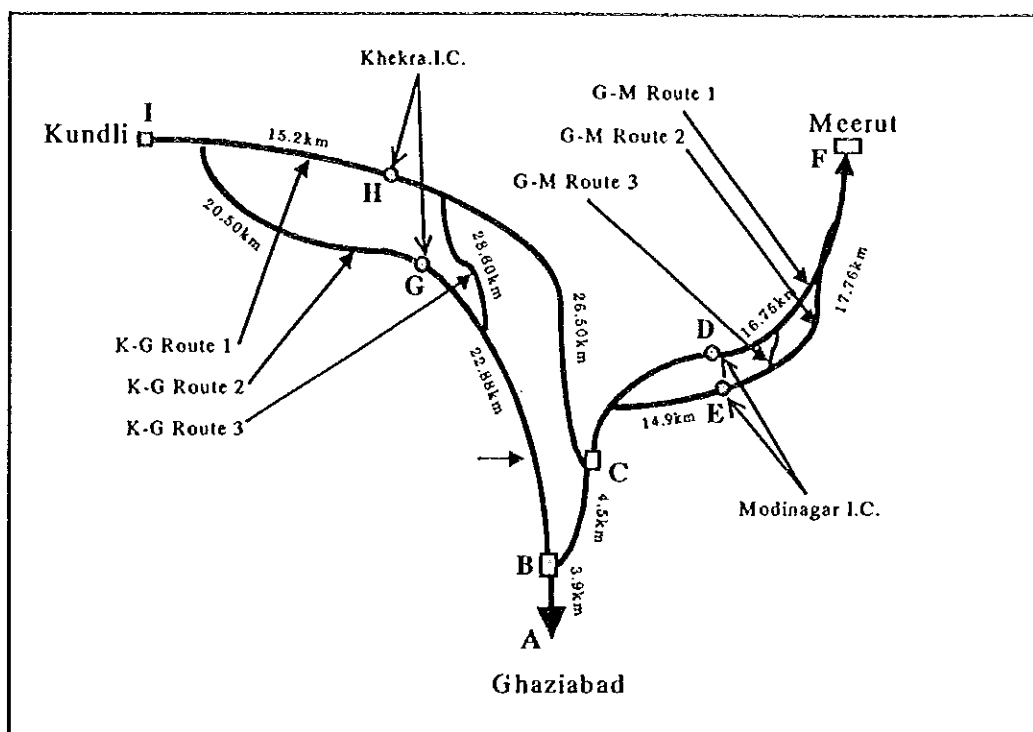 Khekra.I.C.
I
Kundli
15.2km
H
20.50km
G
28.60km
26.50km
22.88km
K-G Route 1
K-G Route 2
K-G Route 3
G-M Route 1
G-M Route 2
G-M Route 3
Meerut
F
17.76km
16.75km
D
E
14.9km
C
Modinagar I.C.
4.5km
B
3.9km
A
Ghaziabad